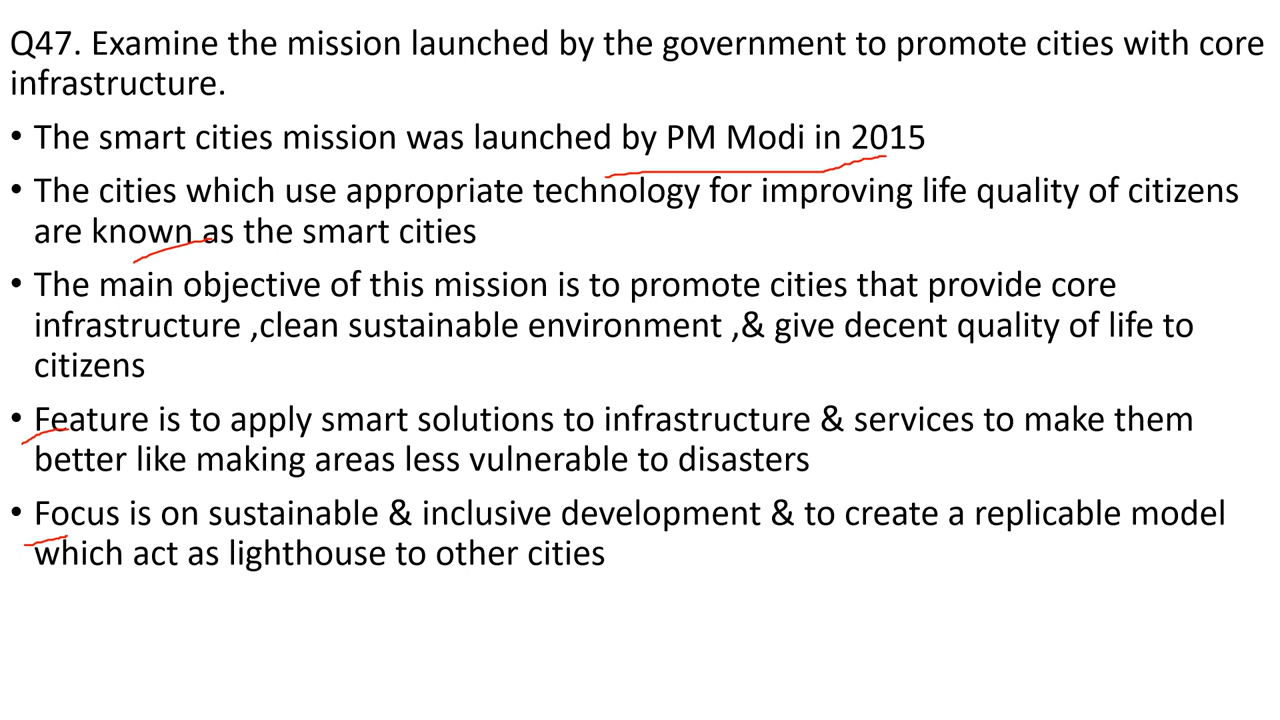 Q47. Examine the mission launched by the government to promote cities with core
infrastructure.
• The smart cities mission was launched by PM Modi in 2015
• The cities which use appropriate technology for improving life quality of citizens
are known as the smart cities
• The main objective of this mission is to promote cities that provide core
infrastructure ,clean sustainable environment ,& give decent quality of life to
citizens
• Feature is to apply smart solutions to infrastructure & services to make them
better like making areas less vulnerable to disasters
• Focus is on sustainable & inclusive development & to create a replicable model
which act as lighthouse to other cities